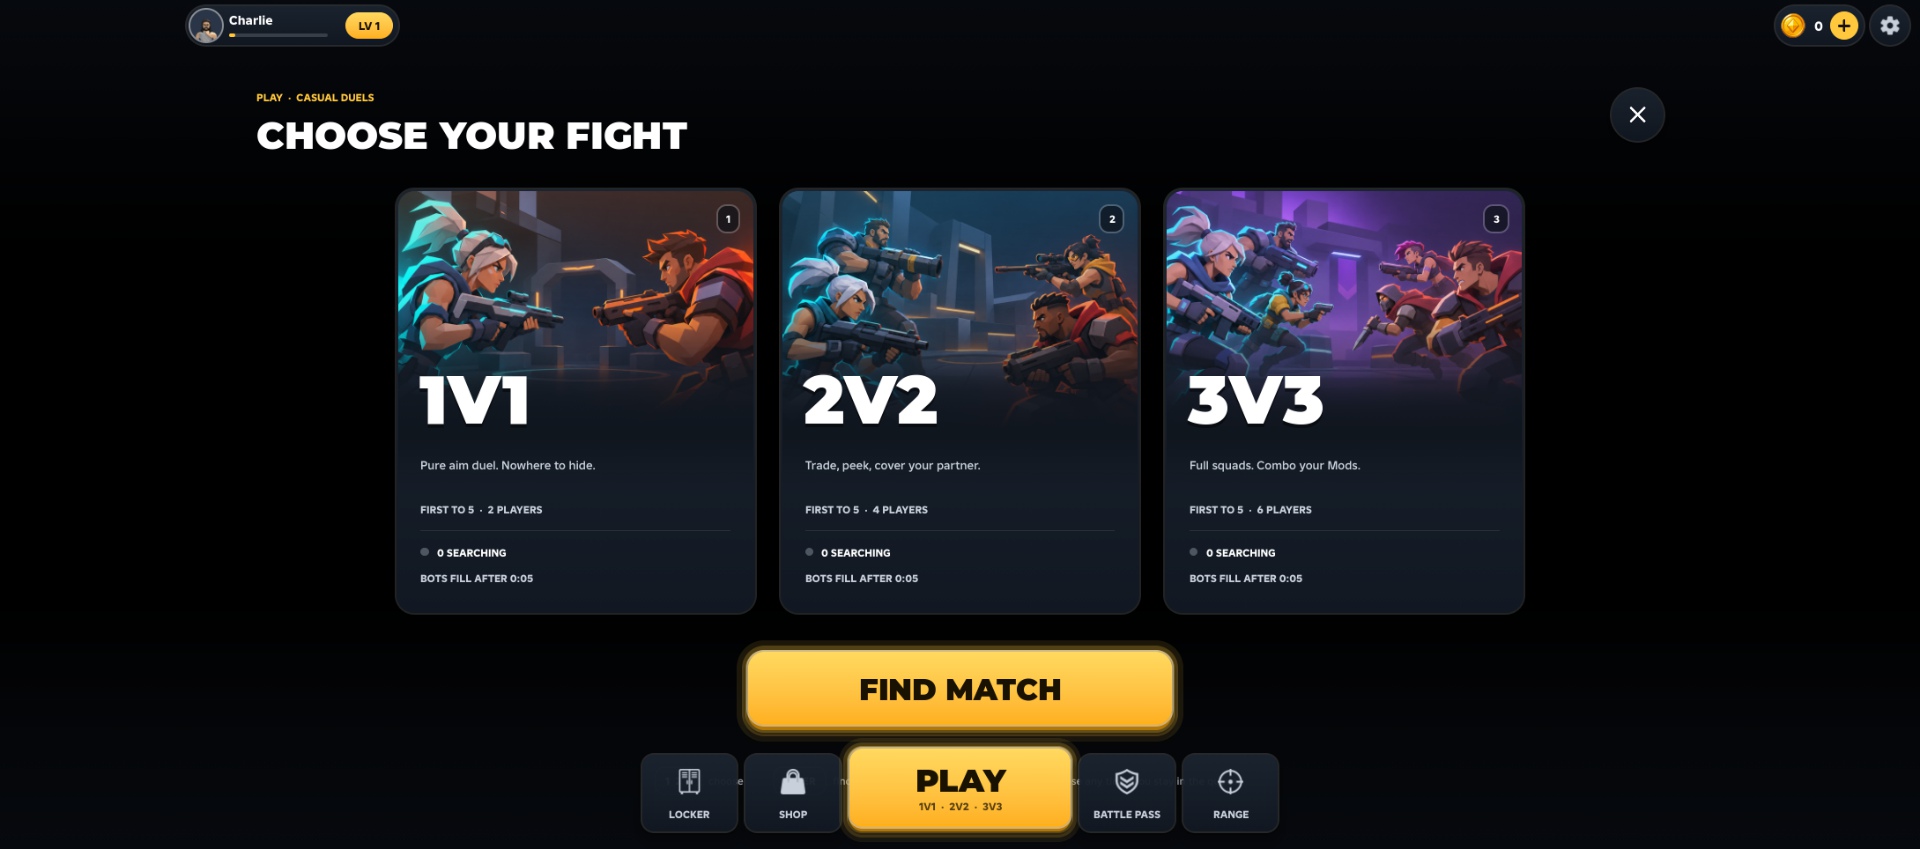 Charlie
LV 1
0
PLAY · CASUAL DUELS
CHOOSE YOUR FIGHT
1
1V1
Pure aim duel. Nowhere to hide.
FIRST TO 5 · 2 PLAYERS
0 SEARCHING
BOTS FILL AFTER 0:05
2
2V2
Trade, peek, cover your partner.
FIRST TO 5 · 4 PLAYERS
0 SEARCHING
BOTS FILL AFTER 0:05
3
3V3
Full squads. Combo your Mods.
FIRST TO 5 · 6 PLAYERS
0 SEARCHING
BOTS FILL AFTER 0:05
FIND MATCH
LOCKER
SHOP
PLAY
1V1 · 2V2 · 3V3
BATTLE PASS
RANGE